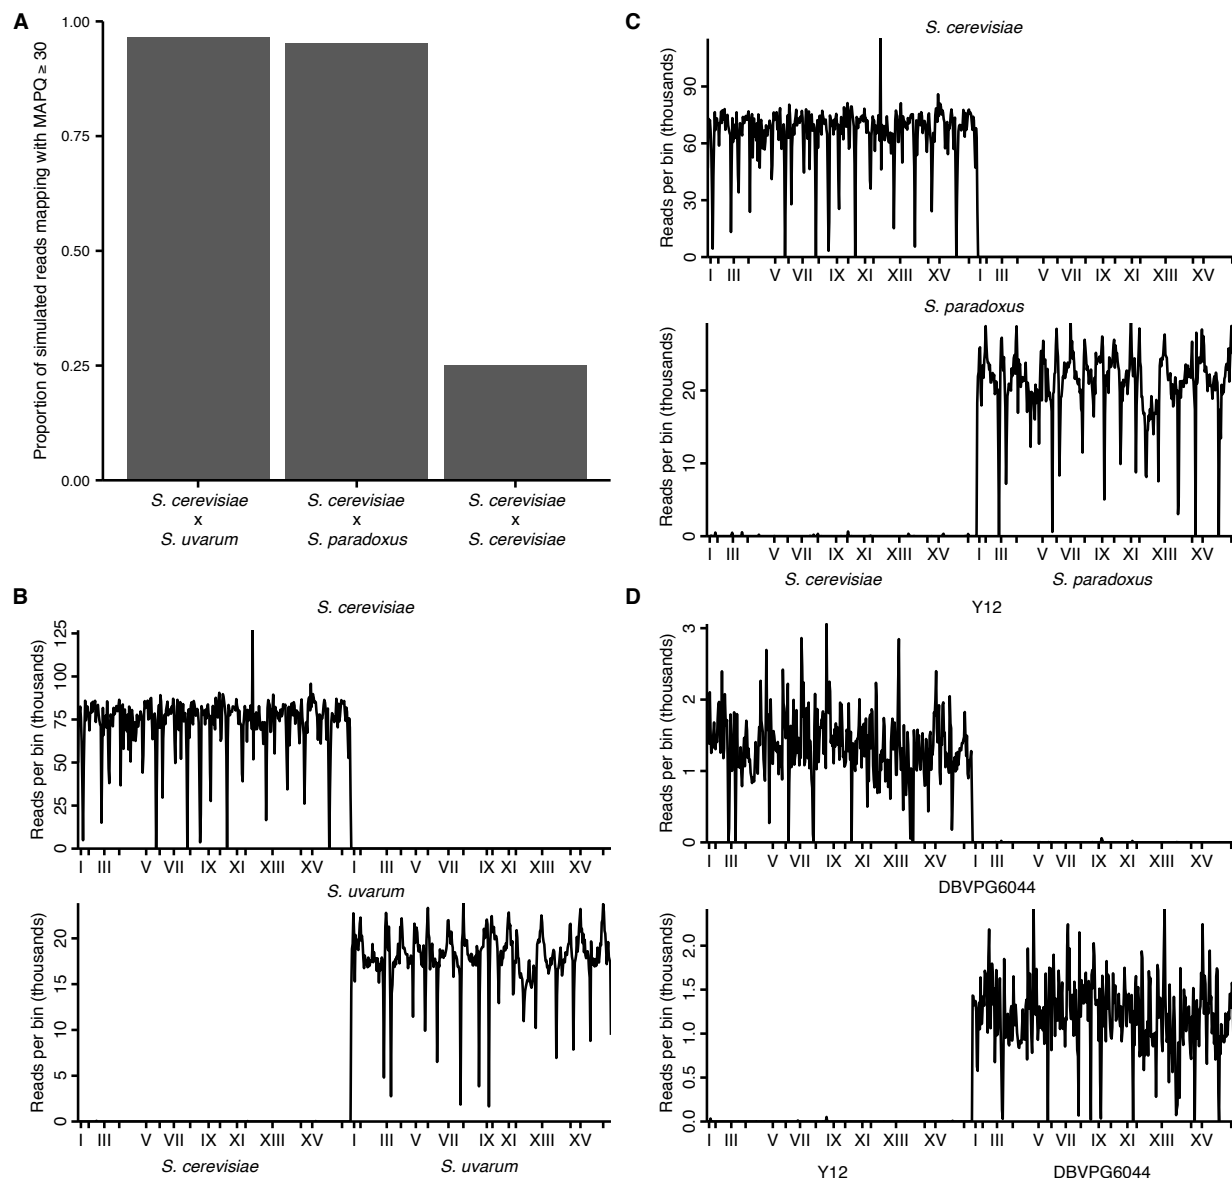 A
Proportion of simulated reads mapping with MAPQ ≥ 30
1.00
0.75
0.50
0.25
0.00
S. cerevisiae
x
S. uvarum
S. cerevisiae
x
S. paradoxus
S. cerevisiae
x
S. cerevisiae
B
S. cerevisiae
Reads per bin (thousands)
125
100
75
50
25
0
I III V VII IX XI XIII XV I III V VII IX XI XIII XV
S. uvarum
Reads per bin (thousands)
20
15
10
5
0
I III V VII IX XI XIII XV I III V VII IX XI XIII XV
S. cerevisiae S. uvarum
C
S. cerevisiae
Reads per bin (thousands)
90
60
30
0
I III V VII IX XI XIII XV I III V VII IX XI XIII XV
S. paradoxus
Reads per bin (thousands)
20
10
0
I III V VII IX XI XIII XV I III V VII IX XI XIII XV
S. cerevisiae S. paradoxus
D
Y12
Reads per bin (thousands)
3
2
1
0
I III V VII IX XI XIII XV I III V VII IX XI XIII XV
DBVPG6044
Reads per bin (thousands)
2.0
1.5
1.0
0.5
0.0
I III V VII IX XI XIII XV I III V VII IX XI XIII XV
Y12 DBVPG6044